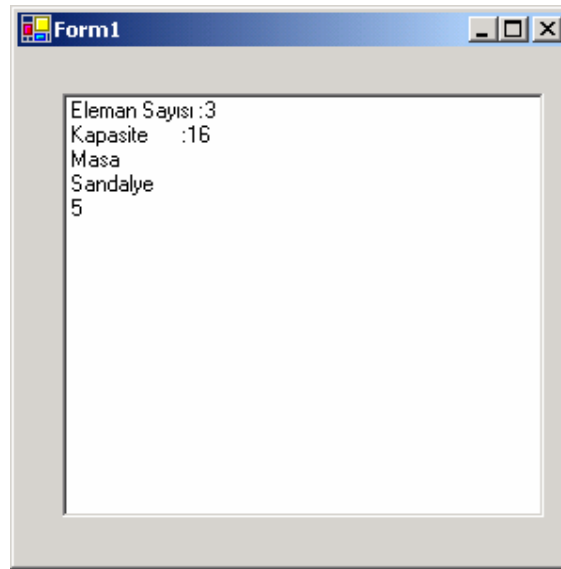 Form1
Eleman Sayısı :3
Kapasite :16
Masa
Sandalye
5